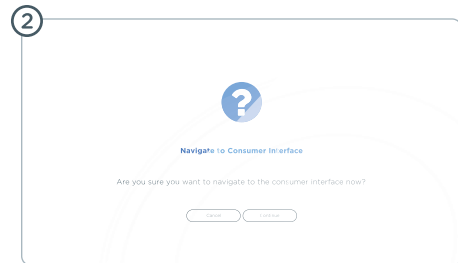 2
?
Navigate to Consumer Interface
Are you sure you want to navigate to the consumer interface now?
Cancel Continue